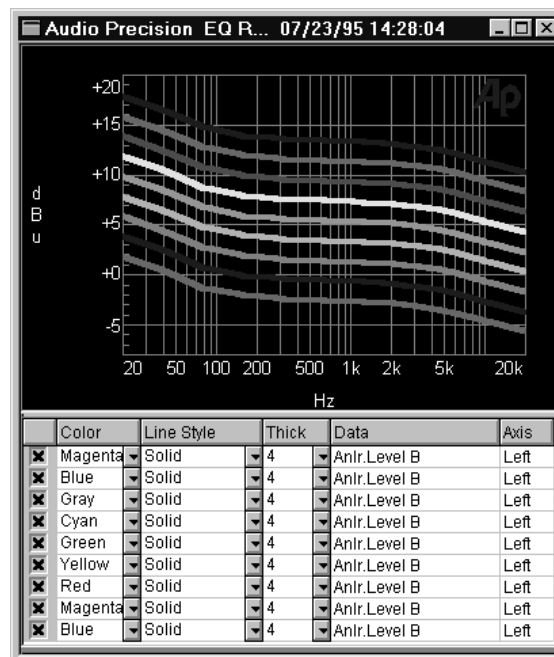 Audio Precision EQ R... 07/23/95 14:28:04
Ap
+20
+15
+10
+5
+0
-5
d
B
u
20 50 100 200 500 1k 2k 5k 20k
Hz
Color Line Style Thick Data Axis
Magenta Solid 4 Anlr.Level B Left
Blue Solid 4 Anlr.Level B Left
Gray Solid 4 Anlr.Level B Left
Cyan Solid 4 Anlr.Level B Left
Green Solid 4 Anlr.Level B Left
Yellow Solid 4 Anlr.Level B Left
Red Solid 4 Anlr.Level B Left
Magenta Solid 4 Anlr.Level B Left
Blue Solid 4 Anlr.Level B Left